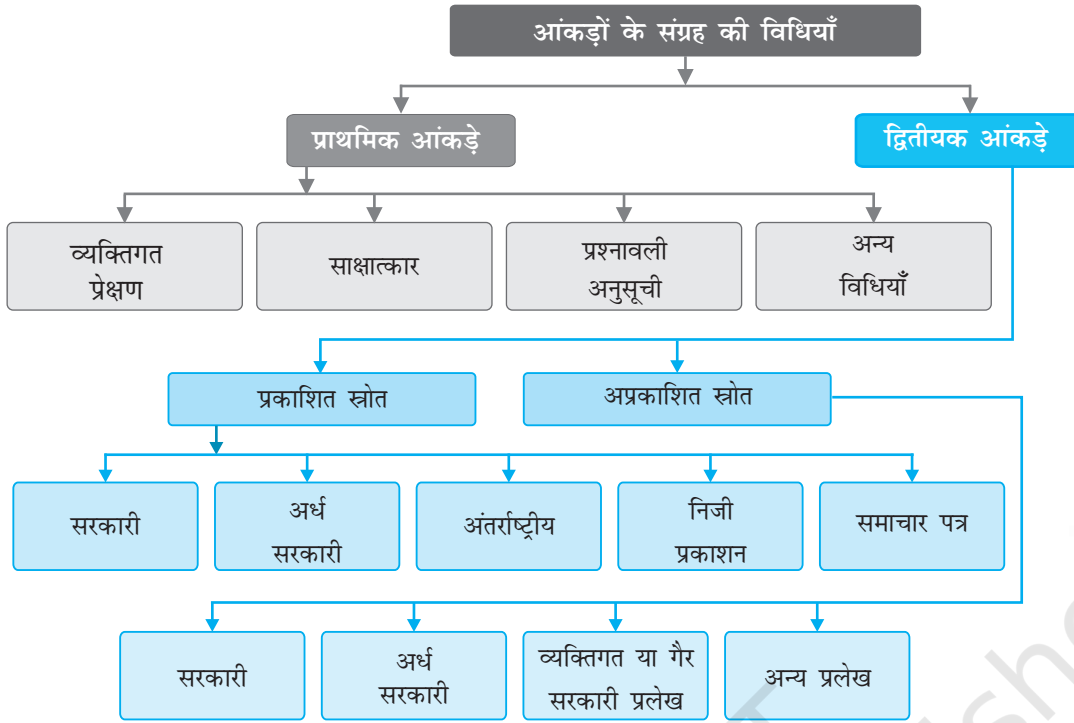 आंकड़ों के संग्रह की विधियाँ
प्राथमिक आंकड़े
द्वितीयक आंकड़े
व्यक्तिगत
प्रेक्षण
साक्षात्कार
प्रश्नावली
अनुसूची
अन्य
विधियाँ
प्रकाशित स्रोत
अप्रकाशित स्रोत
सरकारी
अर्ध
सरकारी
अंतर्राष्ट्रीय
निजी
प्रकाशन
समाचार पत्र
सरकारी
अर्ध
सरकारी
व्यक्तिगत या गैर
सरकारी प्रलेख
अन्य प्रलेख